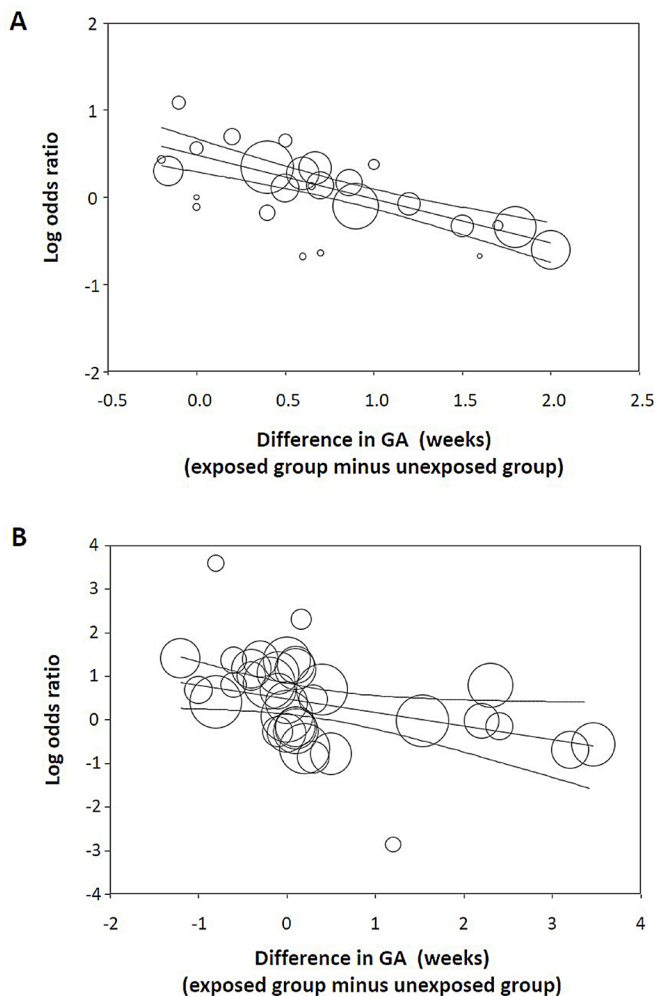 A
2
1
0
-1
-2
Log odds ratio
-0.5 0.0 0.5 1.0 1.5 2.0 2.5
Difference in GA (weeks)
(exposed group minus unexposed group)
B
4
3
2
1
0
-1
-2
-3
-4
Log odds ratio
-2 -1 0 1 2 3 4
Difference in GA (weeks)
(exposed group minus unexposed group)